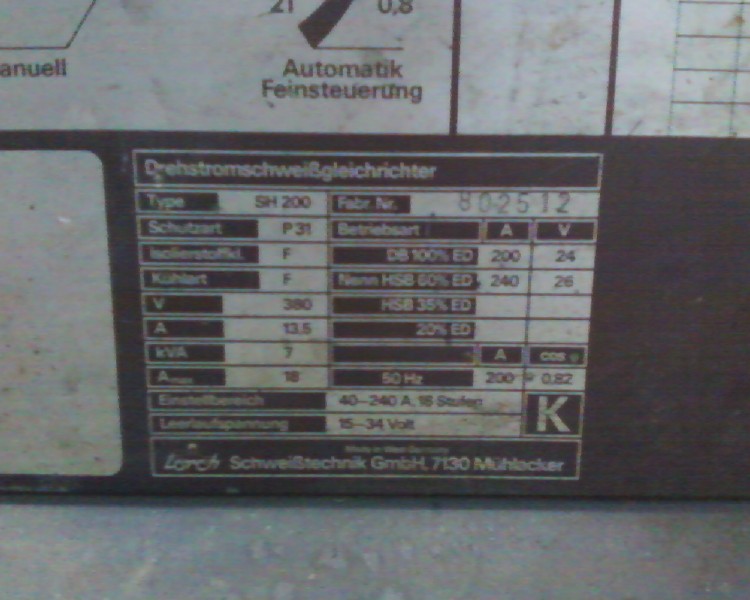 21 0,8
anuell
Automatik
Feinsteuerung
Drehstromschweißgleichrichter
Type SH 200 Fabr. Nr. 802512
Schutzart P 31 Betriebsart A V
Isolierstoffkl. F DB 100% ED 200 24
Kühlart F Nenn HSB 60% ED 240 26
V 380 HSB 35% ED
A 13,5 20% ED
kVA 7 A cos φ
Amax 18 50 Hz 200 0,82
Einstellbereich 40–240 A, 16 Stufen
Leerlaufspannung 15–34 Volt
K
Made in West Germany
Lorch Schweißtechnik GmbH, 7130 Mühlacker